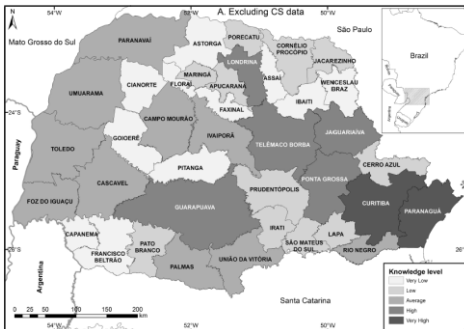 54° W
52° W
A. Excluding CS data
50° W
N
Mato Grosso do Sul
São Paulo
PARANAVAÍ
ASTORGA
PORECATU
CORNÉLIO
PROCÓPIO
LONDRINA
JACAREZINHO
MARINGÁ
ASSAI
CIANORTE
FLORAÍ
APUCARANA
WENCESLAU
BRAZ
UMUARAMA
FAXINAL
IBAITI
24° S
CAMPO MOURÃO
IVAIPORÃ
JAGUARIAÍVA
GOIOERÊ
TELÊMACO BORBA
Paraguay
TOLEDO
PITANGA
CERRO AZUL
CASCAVEL
PONTA GROSSA
FOZ DO IGUAÇU
PRUDENTÓPOLIS
CURITIBA
PARANAGUÁ
GUARAPUAVA
CAPANEMA
IRATI
LAPA
PATO
BRANCO
SÃO MATEUS
DO SUL
FRANCISCO
BELTRÃO
UNIÃO DA VITÓRIA
RIO NEGRO
PALMAS
Argentina
Santa Catarina
0 25 50 100 150 200
km
54° W
52° W
50° W
Brazil
Knowledge level
Very Low
Low
Average
High
Very High